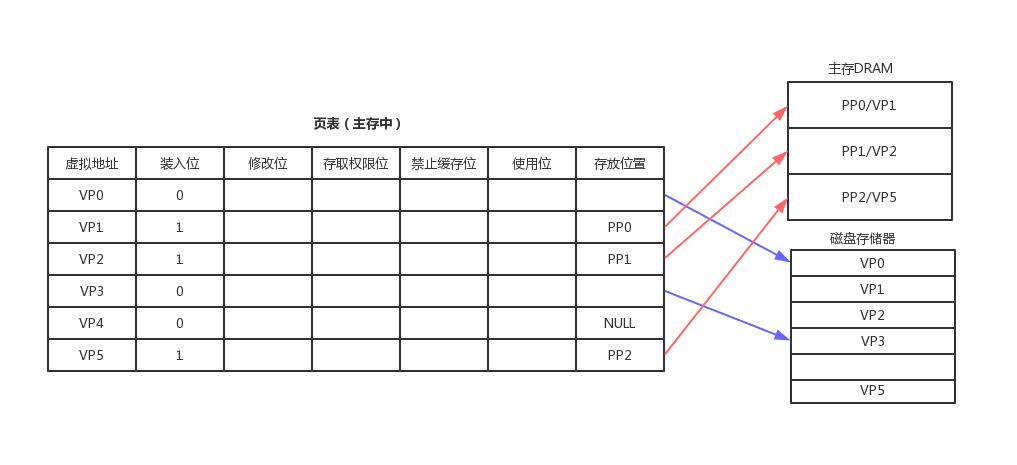 主存DRAM
PP0/VP1
PP1/VP2
PP2/VP5
页表 ( 主存中 )
虚拟地址 装入位 修改位 存取权限位 禁止缓存位 使用位 存放位置
VP0 0
VP1 1 PP0
VP2 1 PP1
VP3 0
VP4 0 NULL
VP5 1 PP2
磁盘存储器
VP0
VP1
VP2
VP3
VP5